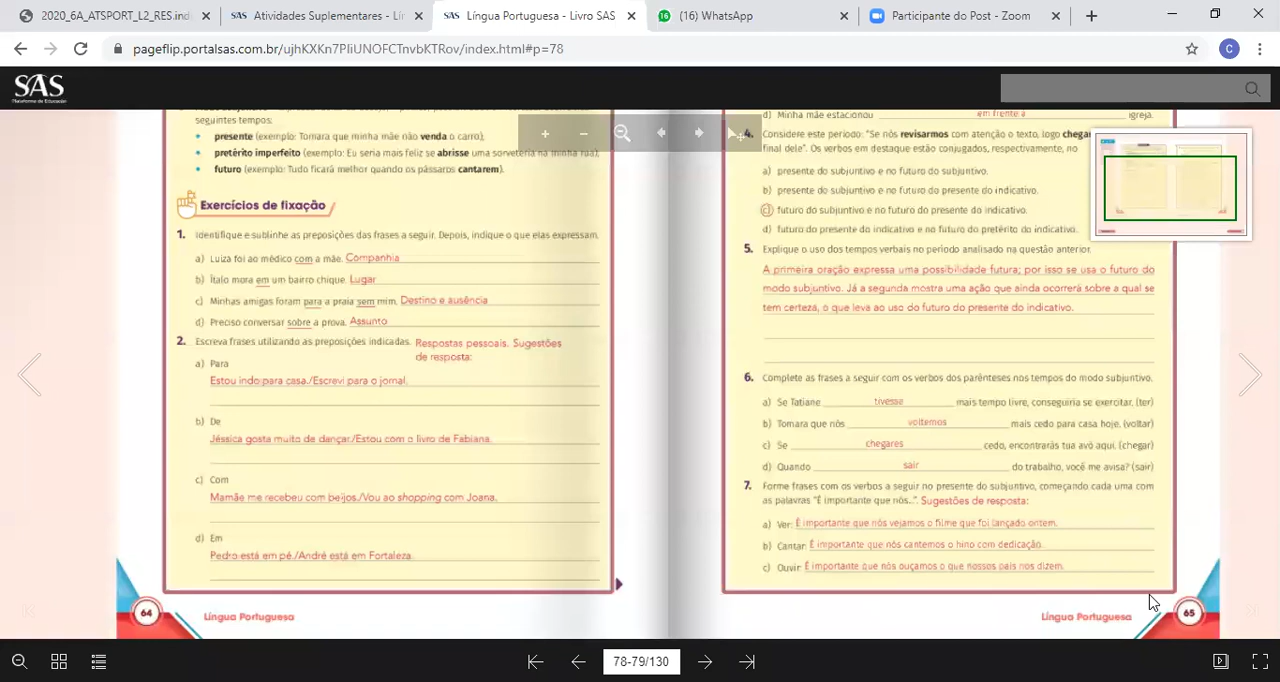 2020_6A_ATSPORT_L2_RES.ind
SAS Atividades Suplementares - Lí
SAS Língua Portuguesa - Livro SAS
(16) WhatsApp
Participante do Post - Zoom
pageflip.portalsas.com.br/ujhKXKn7PIiUNOFCTnvbKTRov/index.html#p=78
C
SAS
Plataforma de Educação
seguintes tempos:
• presente (exemplo: Tomara que minha mãe não venda o carro);
• pretérito imperfeito (exemplo: Eu seria mais feliz se abrisse uma sorveteria na minha rua);
• futuro (exemplo: Tudo ficará melhor quando os pássaros cantarem).
Exercícios de fixação
1. Identifique e sublinhe as preposições das frases a seguir. Depois, indique o que elas expressam.
a) Luiza foi ao médico com a mãe. Companhia
b) Ítalo mora em um bairro chique. Lugar
c) Minhas amigas foram para a praia sem mim. Destino e ausência
d) Preciso conversar sobre a prova. Assunto
2. Escreva frases utilizando as preposições indicadas. Respostas pessoais. Sugestões
de resposta:
a) Para
Estou indo para casa./Escrevi para o jornal.
b) De
Jéssica gosta muito de dançar./Estou com o livro de Fabiana.
c) Com
Mamãe me recebeu com beijos./Vou ao shopping com Joana.
d) Em
Pedro está em pé./André está em Fortaleza.
64
Língua Portuguesa
d) Minha mãe estacionou em frente à igreja.
4. Considere este período: "Se nós revisarmos com atenção o texto, logo chegar
final dele". Os verbos em destaque estão conjugados, respectivamente, no
a) presente do subjuntivo e no futuro do subjuntivo.
b) presente do subjuntivo e no futuro do presente do indicativo.
c) futuro do subjuntivo e no futuro do presente do indicativo.
d) futuro do presente do indicativo e no futuro do pretérito do indicativo.
5. Explique o uso dos tempos verbais no período analisado na questão anterior.
A primeira oração expressa uma possibilidade futura; por isso se usa o futuro do
modo subjuntivo. Já a segunda mostra uma ação que ainda ocorrerá sobre a qual se
tem certeza, o que leva ao uso do futuro do presente do indicativo.
6. Complete as frases a seguir com os verbos dos parênteses nos tempos do modo subjuntivo.
a) Se Tatiane tivesse mais tempo livre, conseguiria se exercitar. (ter)
b) Tomara que nós voltemos mais cedo para casa hoje. (voltar)
c) Se chegares cedo, encontrarás tua avó aqui. (chegar)
d) Quando sair do trabalho, você me avisa? (sair)
7. Forme frases com os verbos a seguir no presente do subjuntivo, começando cada uma com
as palavras "É importante que nós...". Sugestões de resposta:
a) Ver: É importante que nós vejamos o filme que foi lançado ontem.
b) Cantar: É importante que nós cantemos o hino com dedicação.
c) Ouvir: É importante que nós ouçamos o que nossos pais nos dizem.
Língua Portuguesa
65
78-79/130